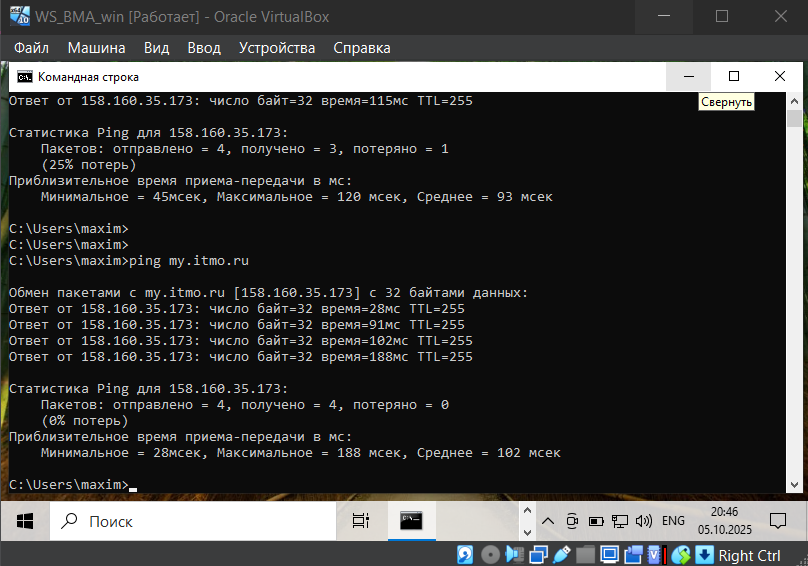 WS_BMA_win [Работает] - Oracle VirtualBox
Файл Машина Вид Ввод Устройства Справка
Командная строка
Свернуть
Ответ от 158.160.35.173: число байт=32 время=115мс TTL=255
Статистика Ping для 158.160.35.173:
Пакетов: отправлено = 4, получено = 3, потеряно = 1
(25% потерь)
Приблизительное время приема-передачи в мс:
Минимальное = 45мсек, Максимальное = 120 мсек, Среднее = 93 мсек
C:\Users\maxim>
C:\Users\maxim>
C:\Users\maxim>ping my.itmo.ru
Обмен пакетами с my.itmo.ru [158.160.35.173] с 32 байтами данных:
Ответ от 158.160.35.173: число байт=32 время=28мс TTL=255
Ответ от 158.160.35.173: число байт=32 время=91мс TTL=255
Ответ от 158.160.35.173: число байт=32 время=102мс TTL=255
Ответ от 158.160.35.173: число байт=32 время=188мс TTL=255
Статистика Ping для 158.160.35.173:
Пакетов: отправлено = 4, получено = 4, потеряно = 0
(0% потерь)
Приблизительное время приема-передачи в мс:
Минимальное = 28мсек, Максимальное = 188 мсек, Среднее = 102 мсек
C:\Users\maxim>
Поиск
ENG
20:46
05.10.2025
Right Ctrl